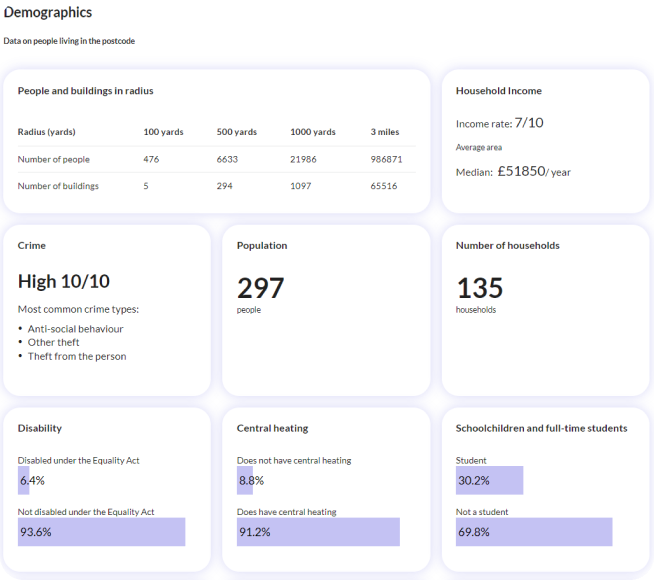 Demographics
Data on people living in the postcode
People and buildings in radius
Radius (yards) 100 yards 500 yards 1000 yards 3 miles
Number of people 476 6633 21986 986871
Number of buildings 5 294 1097 65516
Household Income
Income rate: 7/10
Average area
Median: £51850/ year
Crime
High 10/10
Most common crime types:
• Anti-social behaviour
• Other theft
• Theft from the person
Population
297
people
Number of households
135
households
Disability
Disabled under the Equality Act
6.4%
Not disabled under the Equality Act
93.6%
Central heating
Does not have central heating
8.8%
Does have central heating
91.2%
Schoolchildren and full-time students
Student
30.2%
Not a student
69.8%